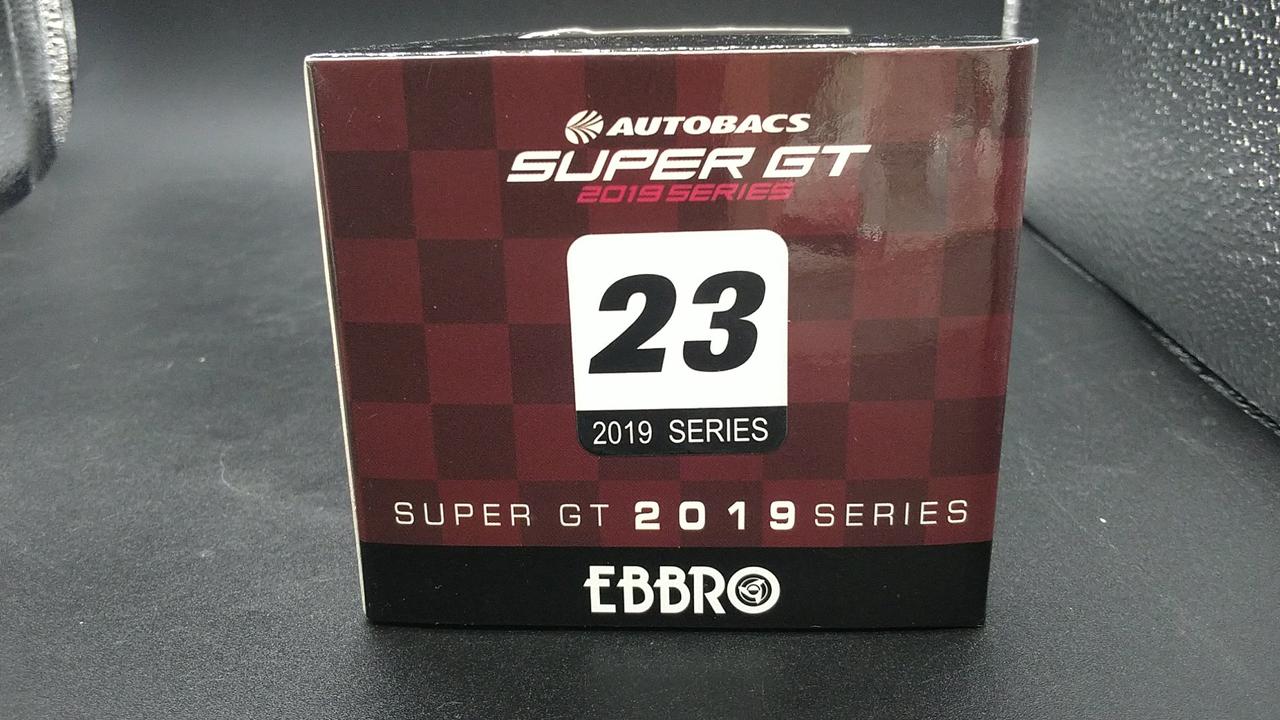 AUTOBACS
SUPER GT
2019 SERIES
23
2019 SERIES
SUPER GT 2019 SERIES
EBBRO